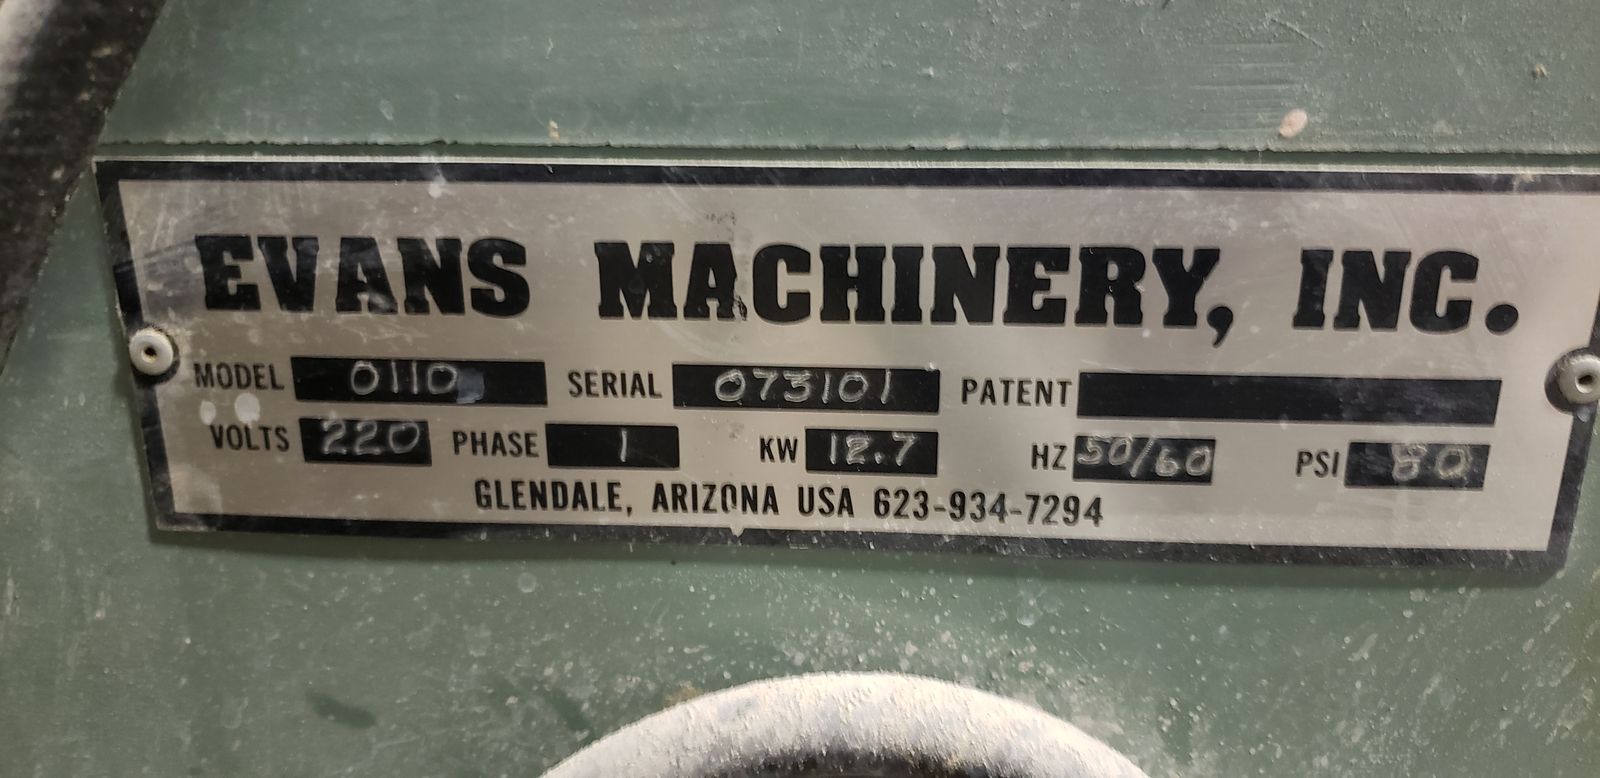 EVANS MACHINERY, INC.
MODEL 0110 SERIAL 073101 PATENT
VOLTS 220 PHASE 1 KW 12.7 HZ 50/60 PSI 80
GLENDALE, ARIZONA USA 623-934-7294